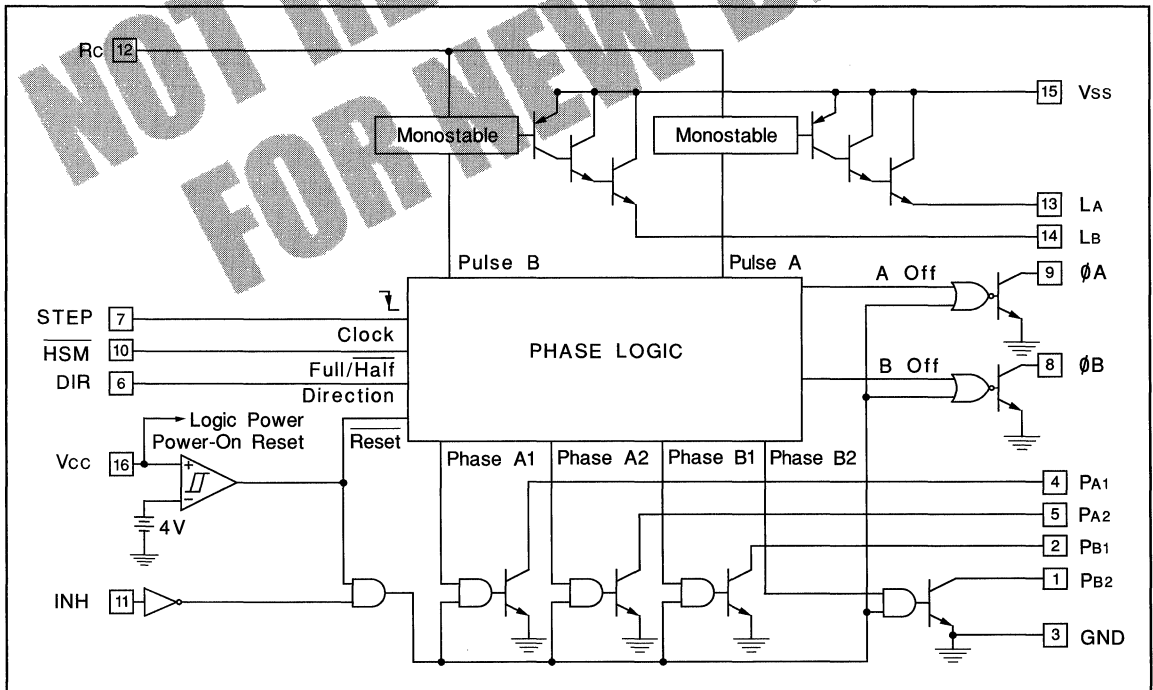 NOT RE
FOR NEW D
RC 12
15 VSS
Monostable
Monostable
13 LA
14 LB
Pulse B
Pulse A
A Off
9 ØA
STEP 7
Clock
HSM 10
PHASE LOGIC
Full/Half
B Off
8 ØB
DIR 6
Direction
Logic Power
Power-On Reset
Reset
VCC 16
+
−
4V
Phase A1
Phase A2
Phase B1
Phase B2
4 PA1
5 PA2
2 PB1
1 PB2
INH 11
3 GND